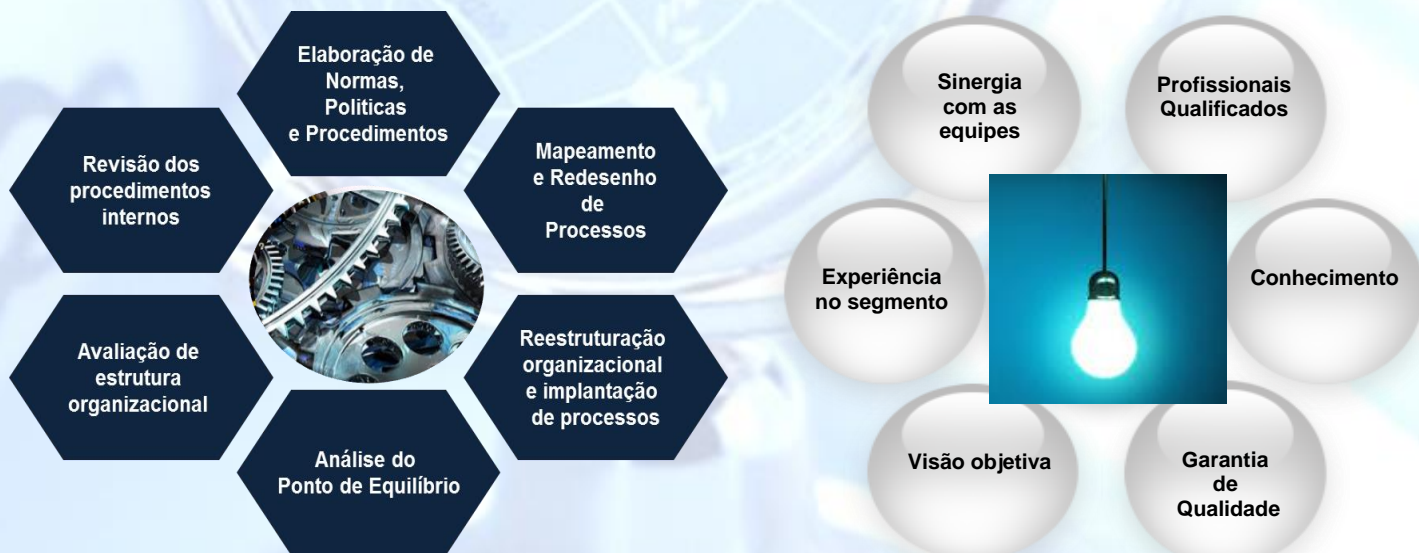 Elaboração de
Normas,
Politicas
e Procedimentos
Mapeamento
e Redesenho
de
Processos
Reestruturação
organizacional
e implantação
de processos
Análise do
Ponto de Equilíbrio
Avaliação de
estrutura
organizacional
Revisão dos
procedimentos
internos
Sinergia
com as
equipes
Profissionais
Qualificados
Conhecimento
Garantia
de
Qualidade
Visão objetiva
Experiência
no segmento